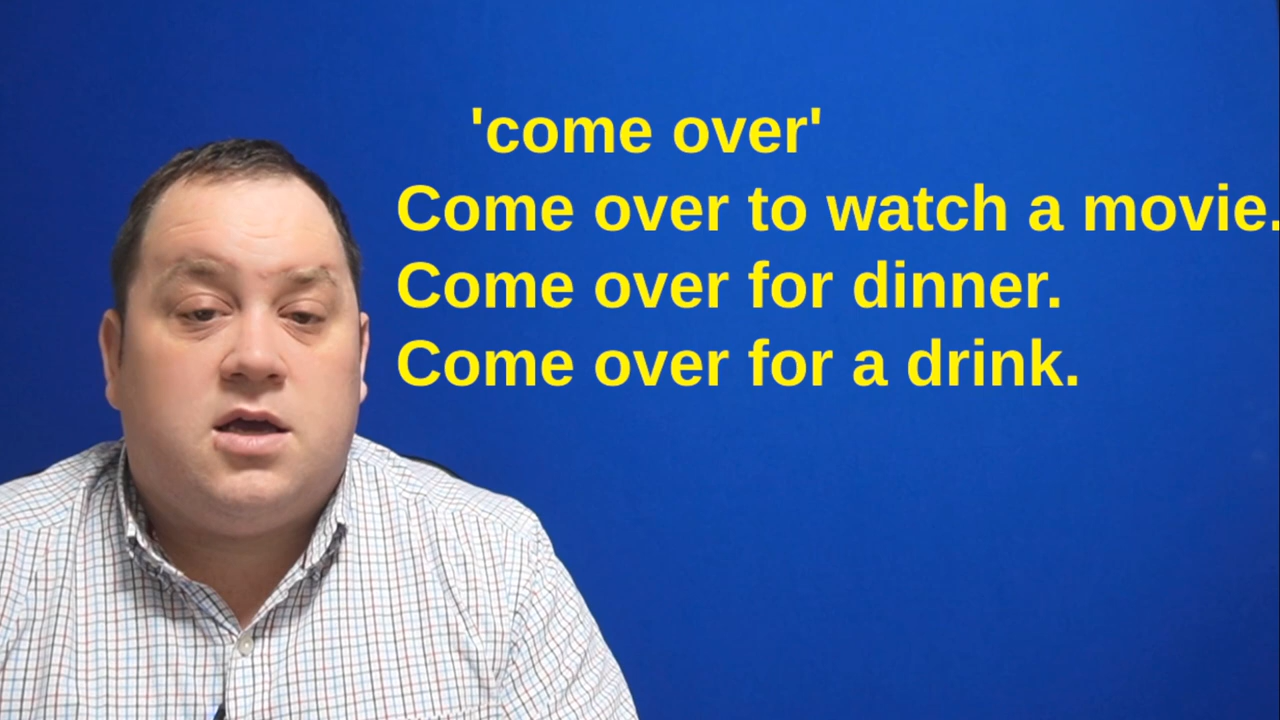 'come over'
Come over to watch a movie.
Come over for dinner.
Come over for a drink.